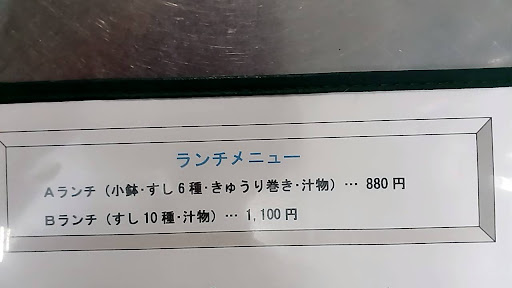 ランチメニュー
Aランチ（小鉢･すし6種･きゅうり巻き･汁物）… 880円
Bランチ（すし10種･汁物）… 1,100円